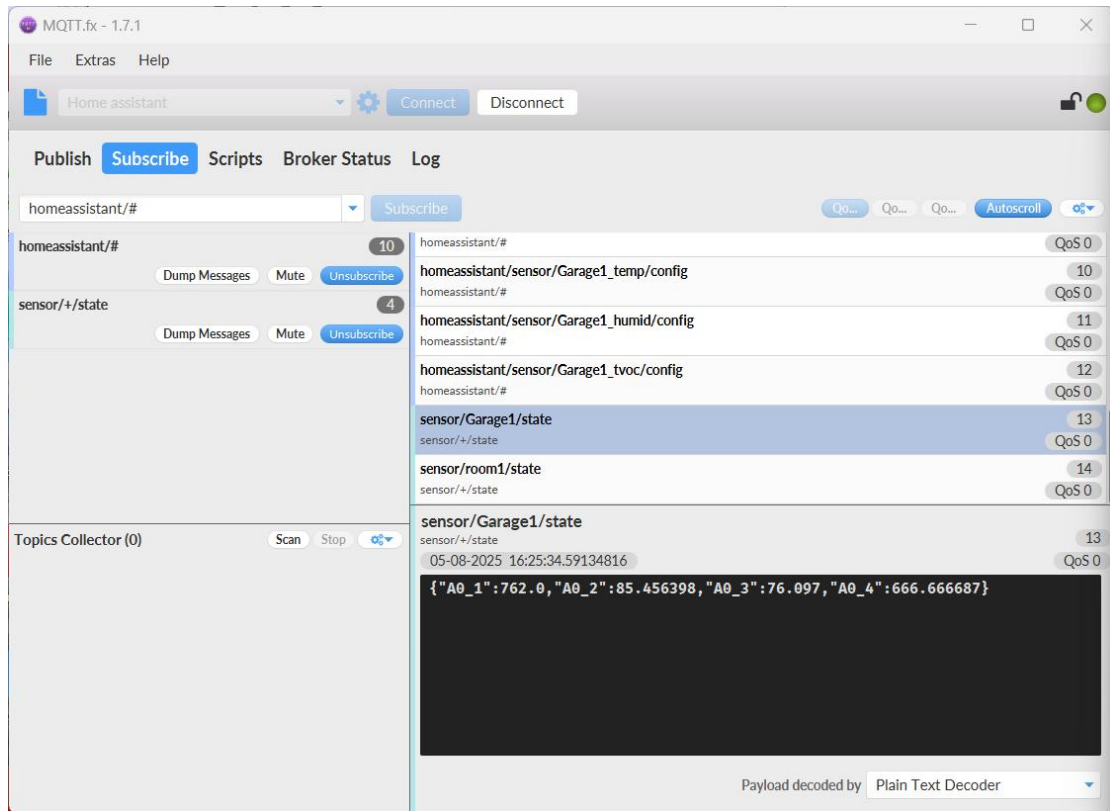 MQTT.fx - 1.7.1
File Extras Help
Home assistant Connect Disconnect
Publish Subscribe Scripts Broker Status Log
homeassistant/# Subscribe Qo... Qo... Qo... Autoscroll
homeassistant/# 10
Dump Messages Mute Unsubscribe
sensor/+/state 4
Dump Messages Mute Unsubscribe
homeassistant/# QoS 0
homeassistant/sensor/Garage1_temp/config 10
homeassistant/# QoS 0
homeassistant/sensor/Garage1_humid/config 11
homeassistant/# QoS 0
homeassistant/sensor/Garage1_tvoc/config 12
homeassistant/# QoS 0
sensor/Garage1/state 13
sensor/+/state QoS 0
sensor/room1/state 14
sensor/+/state QoS 0
Topics Collector (0) Scan Stop
sensor/Garage1/state
sensor/+/state 13
05-08-2025 16:25:34.59134816 QoS 0
{"A0_1":762.0,"A0_2":85.456398,"A0_3":76.097,"A0_4":666.666687}
Payload decoded by Plain Text Decoder